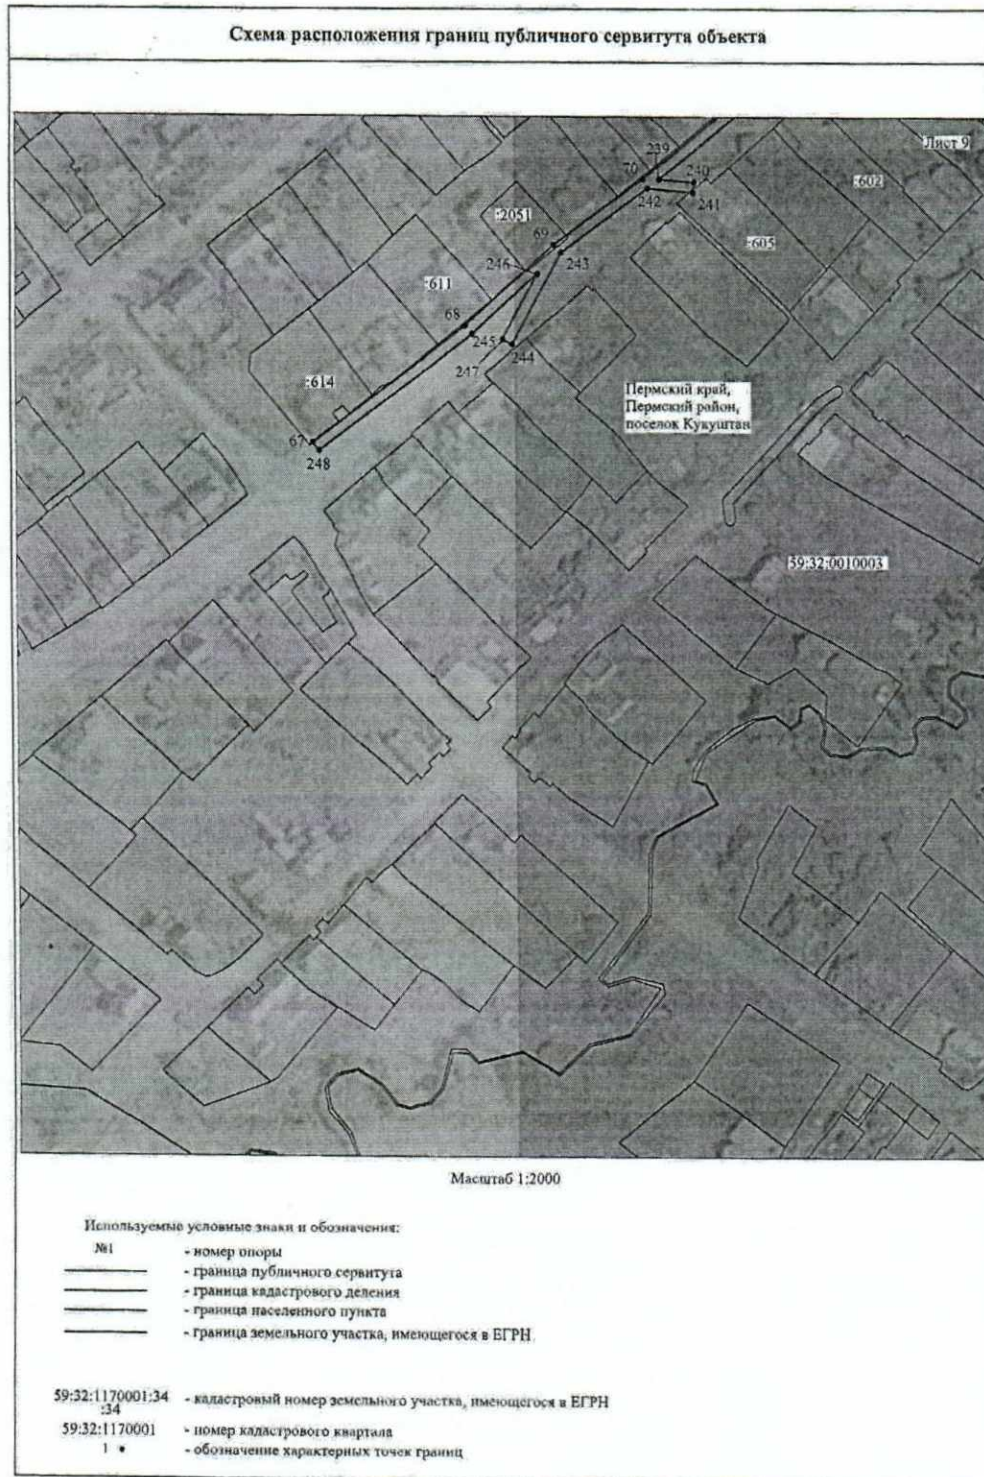 Схема расположения границ публичного сервитута объекта
Лист 9
239
70
240
:602
242
241
:2051
69
:605
246
243
:611
68
245
247
244
:614
Пермский край,
Пермский район,
поселок Кукуштан
67
248
59:32:0010003
Масштаб 1:2000
Используемые условные знаки и обозначения:
№1 - номер опоры
- граница публичного сервитута
- граница кадастрового деления
- граница населенного пункта
- граница земельного участка, имеющегося в ЕГРН
59:32:1170001:34 - кадастровый номер земельного участка, имеющегося в ЕГРН
:34
59:32:1170001 - номер кадастрового квартала
1 • - обозначение характерных точек границ